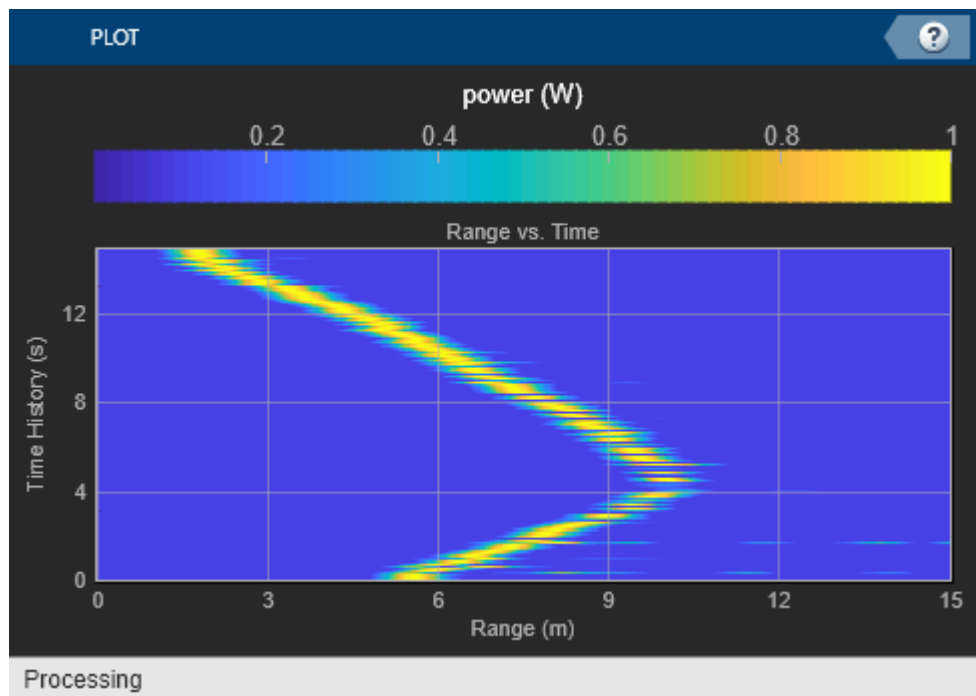 PLOT
?
power (W)
0.2 0.4 0.6 0.8 1
Range vs. Time
Time History (s)
12
8
4
0
0 3 6 9 12 15
Range (m)
Processing